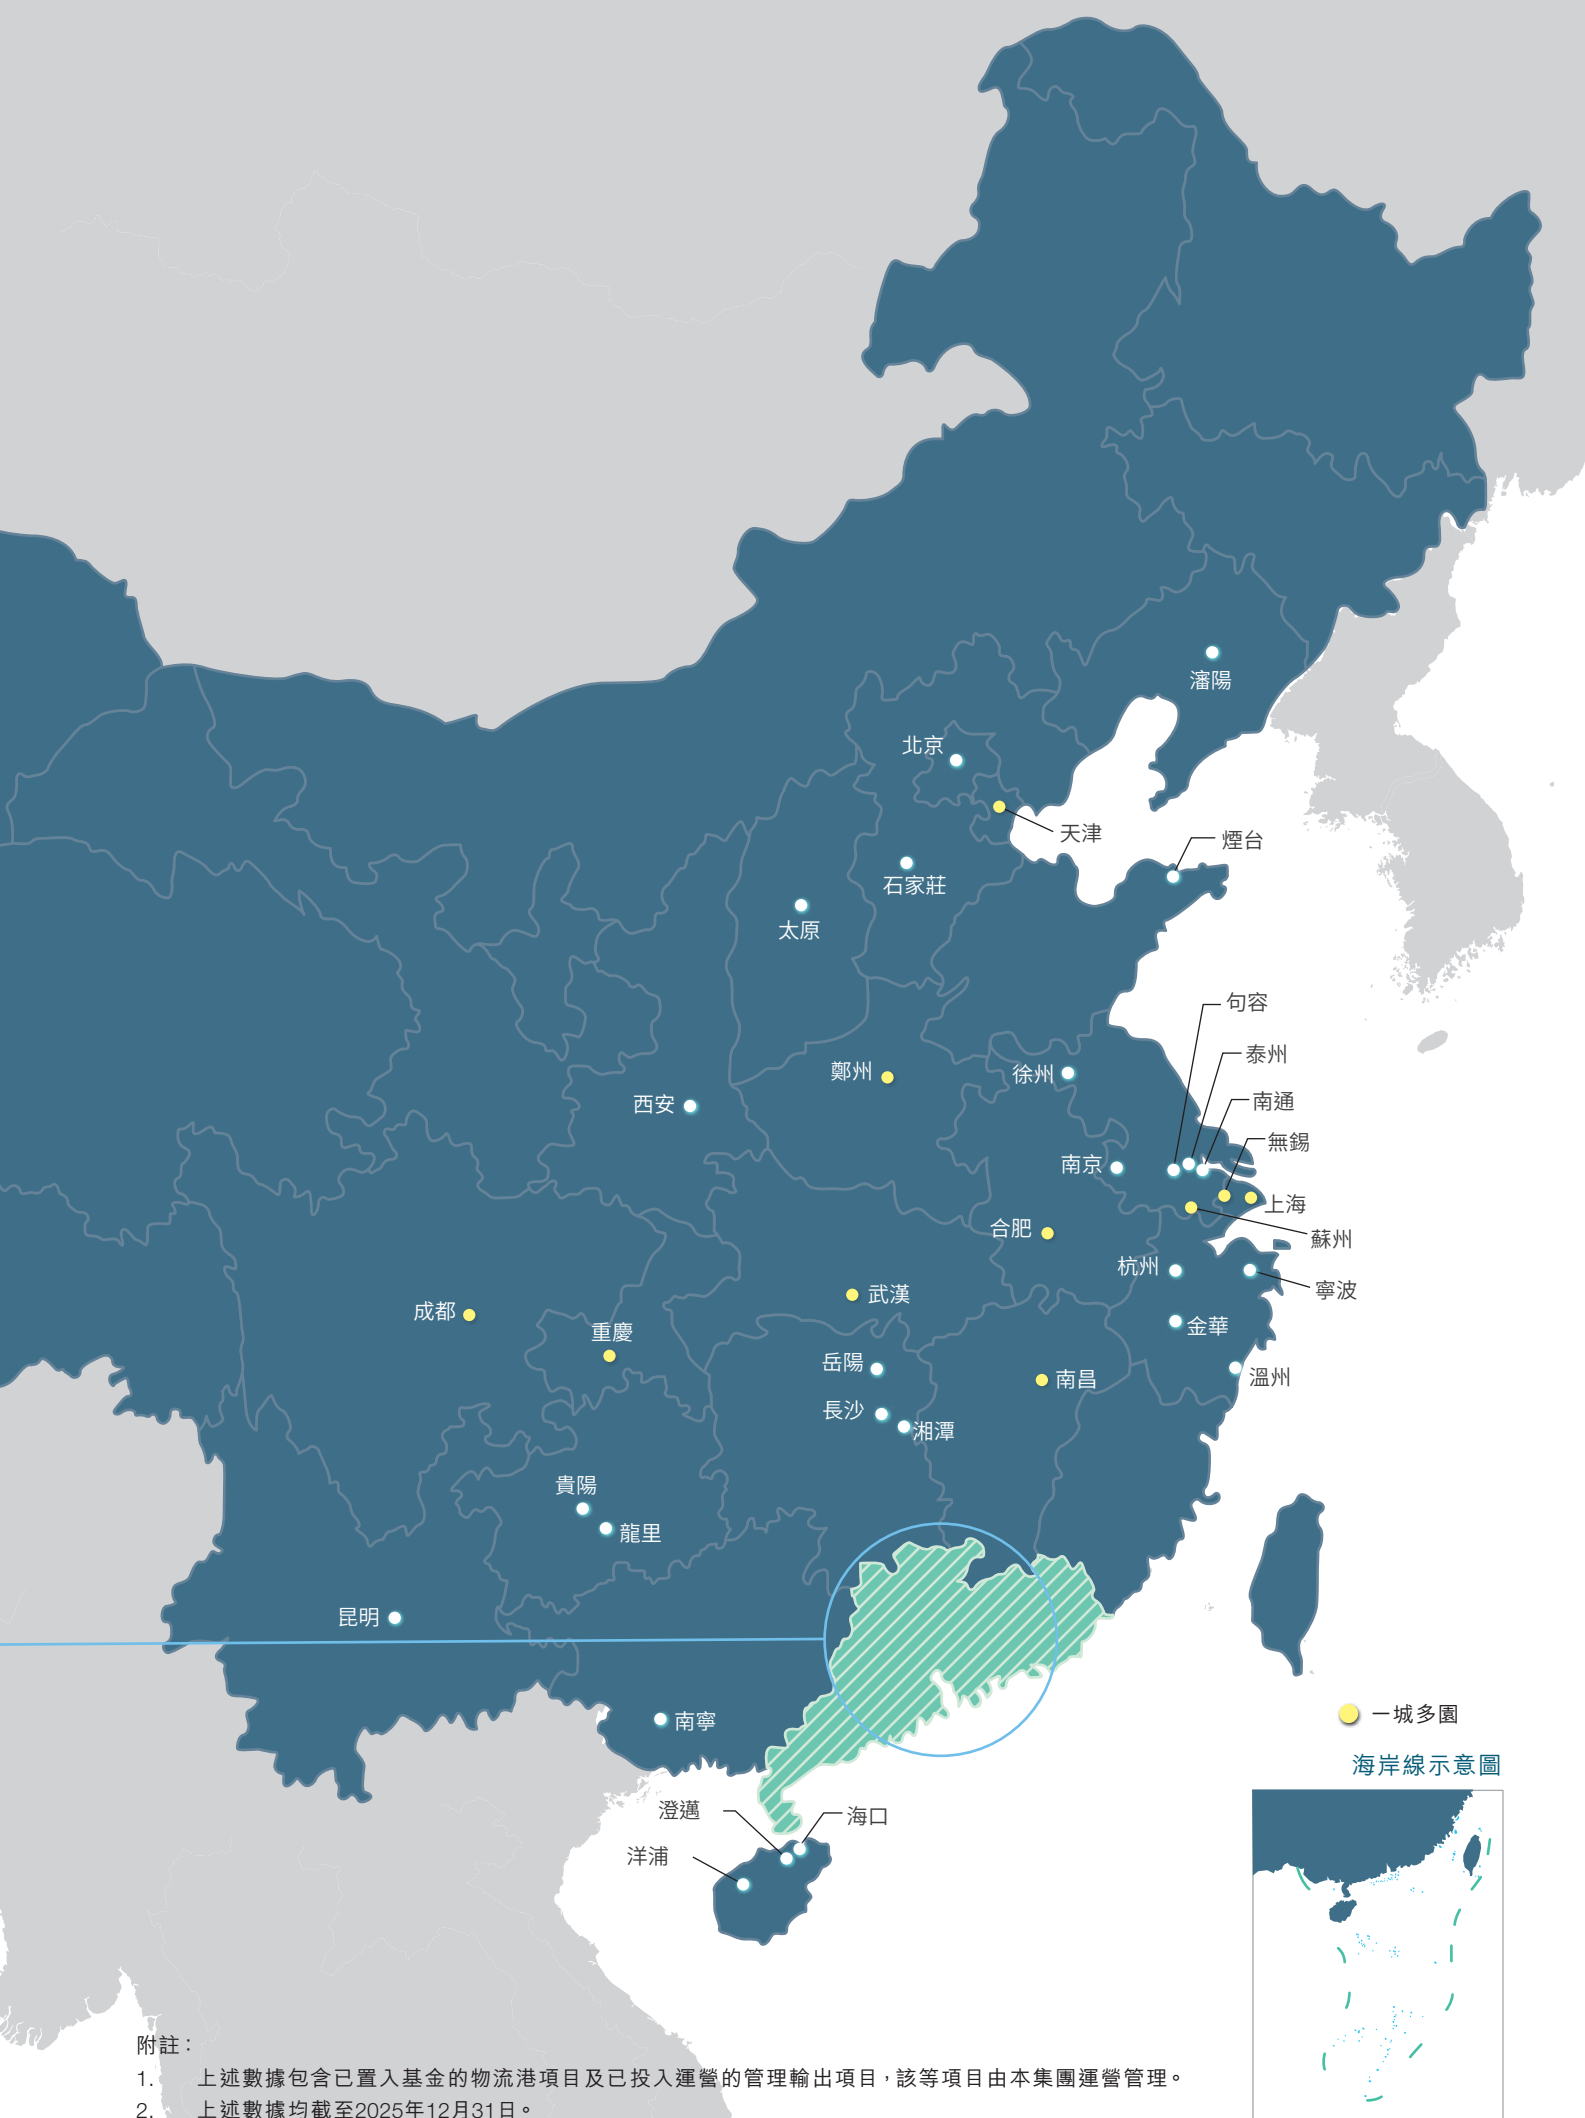 瀋陽
北京
天津
煙台
石家莊
太原
句容
泰州
鄭州
徐州
南通
西安
無錫
南京
上海
合肥
蘇州
杭州
寧波
武漢
成都
重慶
金華
岳陽
南昌
溫州
長沙
湘潭
貴陽
龍里
昆明
南寧
一城多園
海岸線示意圖
澄邁
海口
洋浦
附註：
1. 上述數據包含已置入基金的物流港項目及已投入運營的管理輸出項目，該等項目由本集團運營管理。
2. 上述數據均截至2025年12月31日。